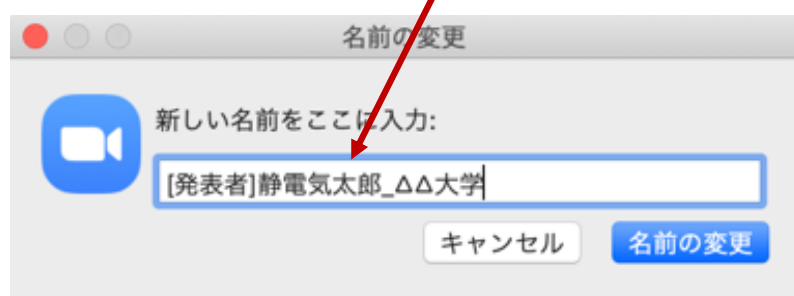 名前の変更
新しい名前をここに入力:
[発表者]静電気太郎_ΔΔ大学
キャンセル
名前の変更